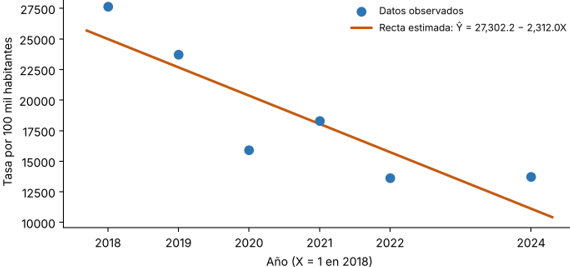 27500
25000
22500
20000
17500
15000
12500
10000
Tasa por 100 mil habitantes
Datos observados
Recta estimada: Ŷ = 27,302.2 − 2,312.0X
2018 2019 2020 2021 2022 2024
Año (X = 1 en 2018)